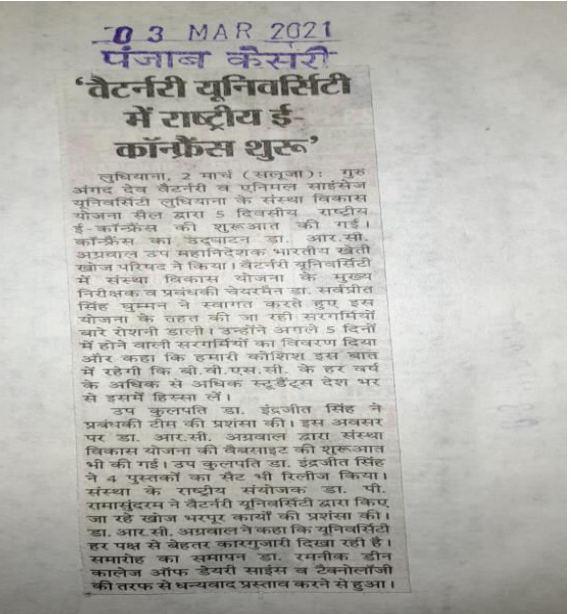 03 MAR 2021
पंजाब केसरी
‘वैटर्नरी यूनिवर्सिटी
में राष्ट्रीय ई-
कॉन्फ्रैंस शुरू’
लुधियाना, 2 मार्च (सलूजा): गुरु
अंगद देव वैटर्नरी व एनिमल साइंसेज
यूनिवर्सिटी लुधियाना के संस्था विकास
योजना सैल द्वारा 5 दिवसीय राष्ट्रीय
ई-कॉन्फ्रैंस की शुरूआत की गई।
कॉन्फ्रैंस का उद्घाटन डा. आर.सी.
अग्रवाल उप महानिदेशक भारतीय खेती
खोज परिषद ने किया। वैटर्नरी यूनिवर्सिटी
में संस्था विकास योजना के मुख्य
निरीक्षक व प्रबंधकी चेयरमैन डा. सर्वप्रीत
सिंह घुम्मन ने स्वागत करते हुए इस
योजना के तहत की जा रही सरगर्मियों
बारे रोशनी डाली। उन्होंने अगले 5 दिनों
में होने वाली सरगर्मियों का विवरण दिया
और कहा कि हमारी कोशिश इस बात
में रहेगी कि बी.वी.एस.सी. के हर वर्ष
के अधिक से अधिक स्टूडैंट्स देश भर
से इसमें हिस्सा लें।
उप कुलपति डा. इंद्रजीत सिंह ने
प्रबंधकी टीम की प्रशंसा की। इस अवसर
पर डा. आर.सी. अग्रवाल द्वारा संस्था
विकास योजना की वैबसाइट की शुरूआत
भी की गई। उप कुलपति डा. इंद्रजीत सिंह
ने 4 पुस्तकों का सैट भी रिलीज किया।
संस्था के राष्ट्रीय संयोजक डा. पी.
रामासुंदरम ने वैटर्नरी यूनिवर्सिटी द्वारा किए
जा रहे खोज भरपूर कार्यों की प्रशंसा की।
डा. आर.सी. अग्रवाल ने कहा कि यूनिवर्सिटी
हर पक्ष से बेहतर कारगुजारी दिखा रही है।
समारोह का समापन डा. रमनीक डीन
कालेज ऑफ डेयरी साइंस व टैक्नोलॉजी
की तरफ से धन्यवाद प्रस्ताव करने से हुआ।